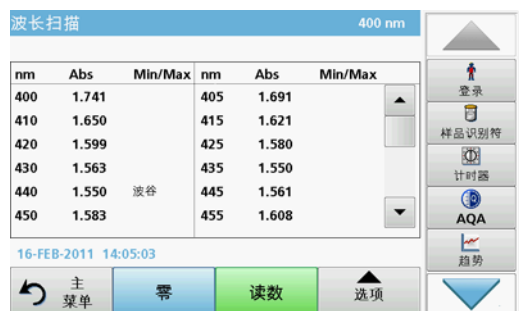 波长扫描 400 nm
nm Abs Min/Max nm Abs Min/Max
400 1.741 405 1.691
410 1.650 415 1.621
420 1.599 425 1.580
430 1.563 435 1.550
440 1.550 波谷 445 1.561
450 1.583 455 1.608
16-FEB-2011 14:05:03
主菜单 零 读数 选项
登录
样品识别符
计时器
AQA
趋势